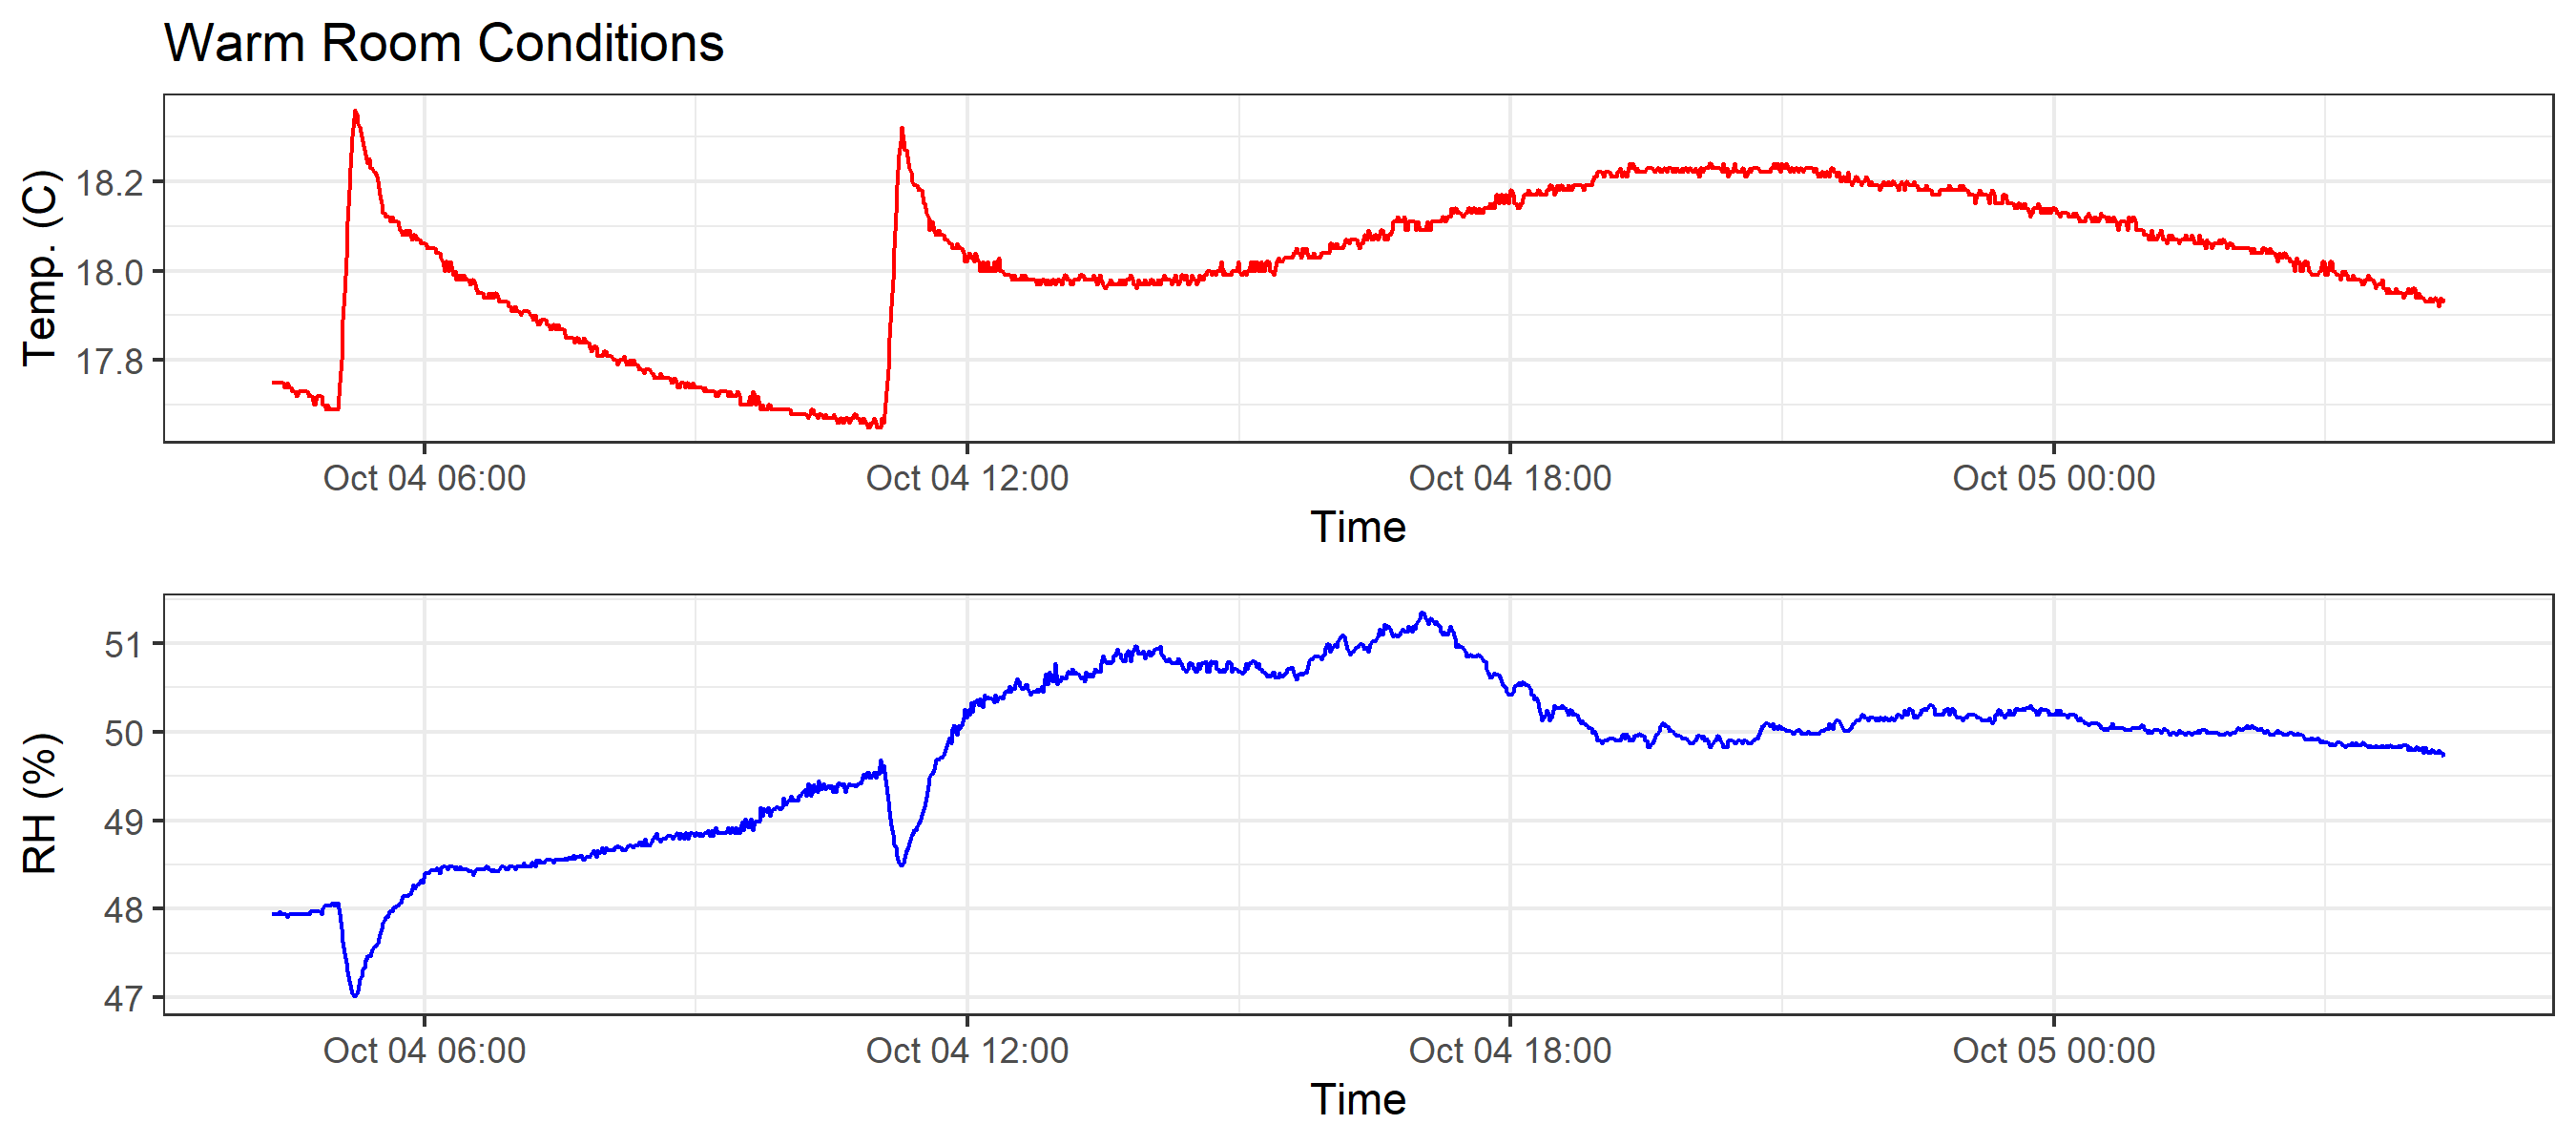 Warm Room Conditions
Temp. (C)
18.2
18.0
17.8
Oct 04 06:00 Oct 04 12:00 Oct 04 18:00 Oct 05 00:00
Time
RH (%)
51
50
49
48
47
Oct 04 06:00 Oct 04 12:00 Oct 04 18:00 Oct 05 00:00
Time